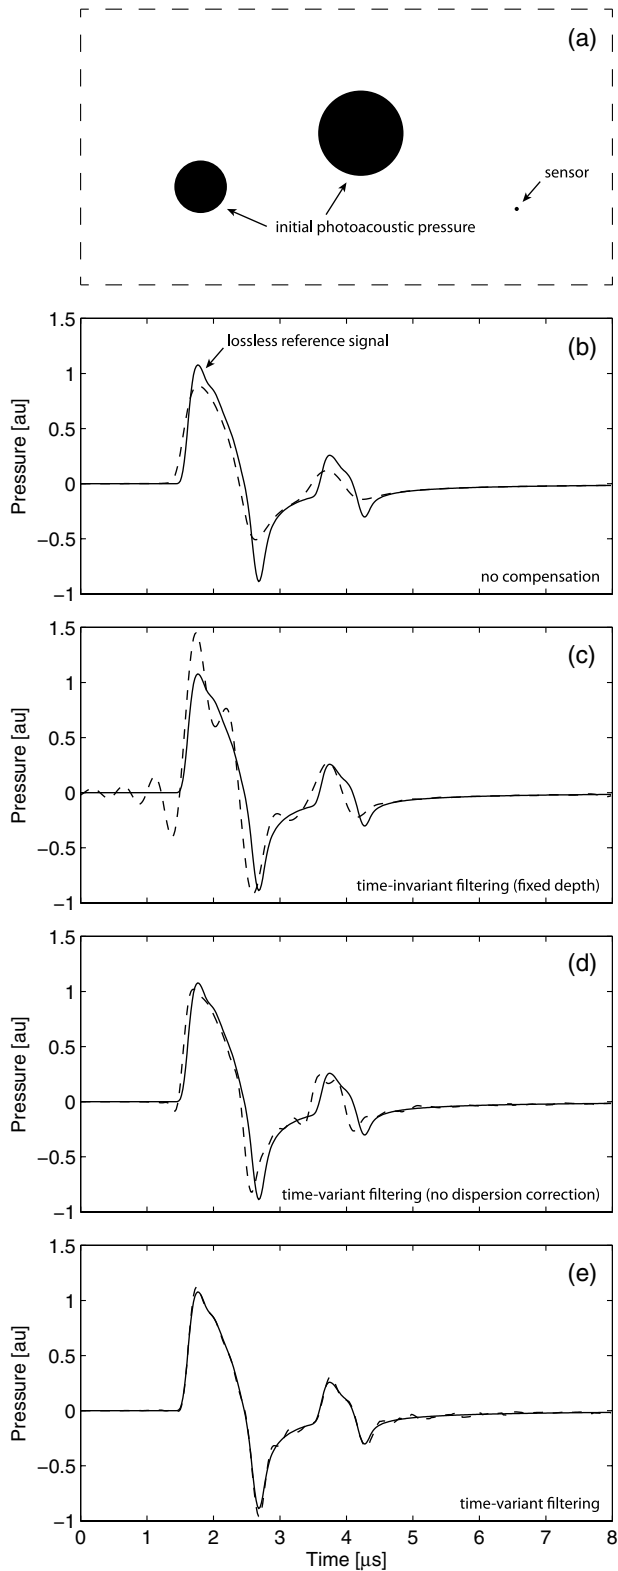 (a)
sensor
initial photoacoustic pressure
1.5
(b)
lossless reference signal
1
0.5
0
−0.5
−1
Pressure [au]
no compensation
1.5
(c)
1
0.5
0
−0.5
−1
Pressure [au]
time-invariant filtering (fixed depth)
1.5
(d)
1
0.5
0
−0.5
−1
Pressure [au]
time-variant filtering (no dispersion correction)
1.5
(e)
1
0.5
0
−0.5
−1
Pressure [au]
time-variant filtering
0 1 2 3 4 5 6 7 8
Time [μs]